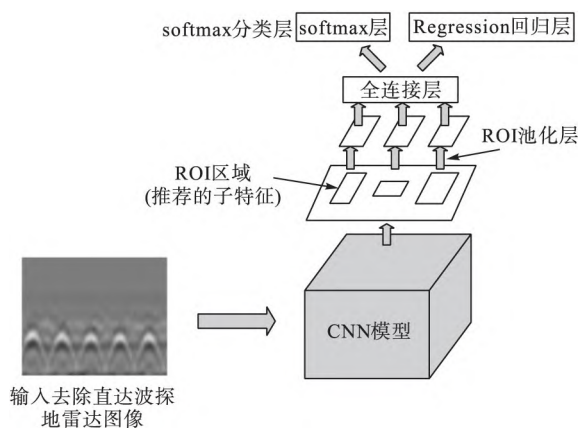 softmax分类层 softmax层 Regression回归层
全连接层
ROI池化层
ROI区域
(推荐的子特征)
CNN模型
输入去除直达波探
地雷达图像